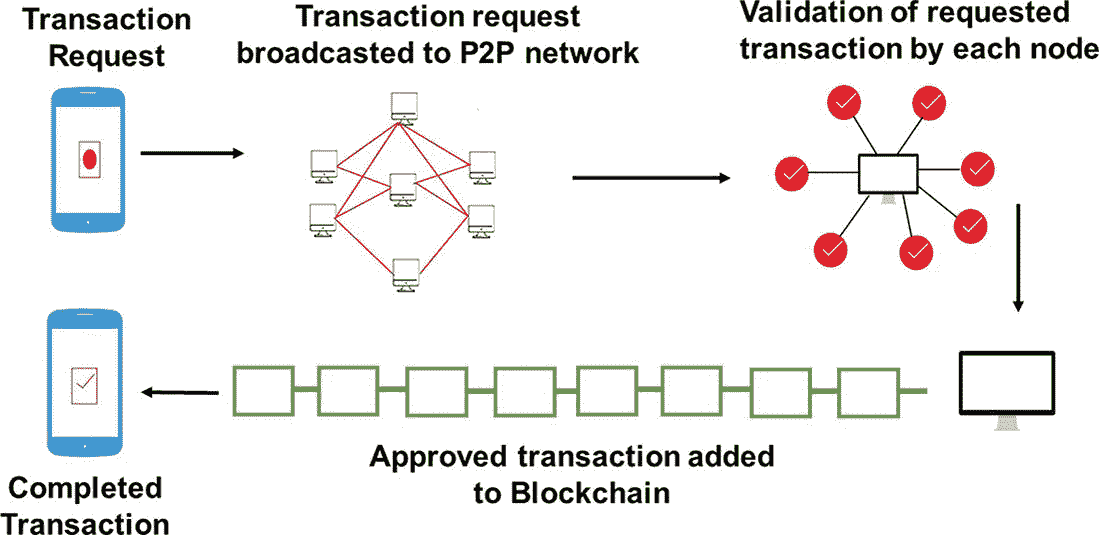 Transaction
Request
Transaction request
broadcasted to P2P network
Validation of requested
transaction by each node
Approved transaction added
to Blockchain
Completed
Transaction